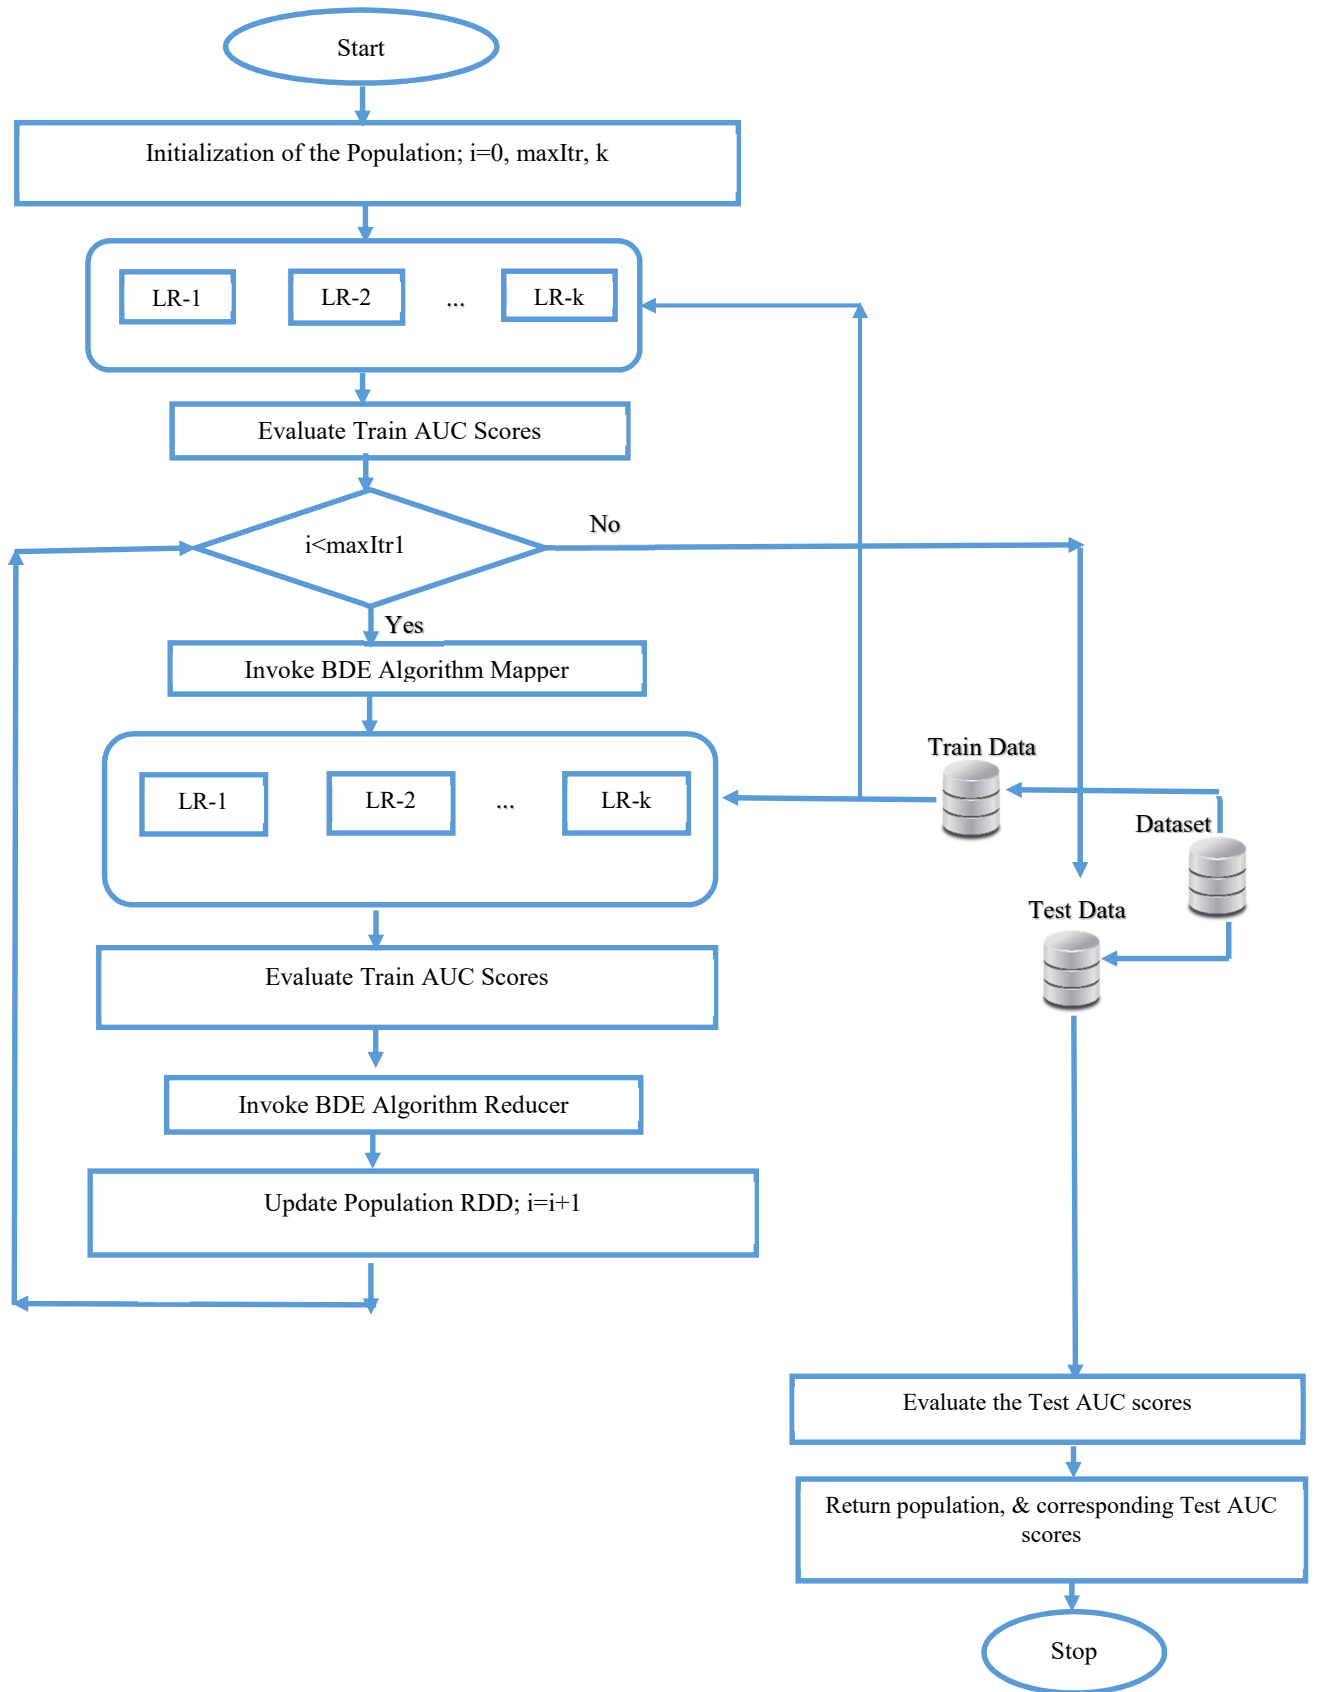 Start
Initialization of the Population; i=0, maxItr, k
LR-1
LR-2
...
LR-k
Evaluate Train AUC Scores
i<maxItr1
No
Yes
Invoke BDE Algorithm Mapper
LR-1
LR-2
...
LR-k
Train Data
Dataset
Test Data
Evaluate Train AUC Scores
Invoke BDE Algorithm Reducer
Update Population RDD; i=i+1
Evaluate the Test AUC scores
Return population, & corresponding Test AUC
scores
Stop